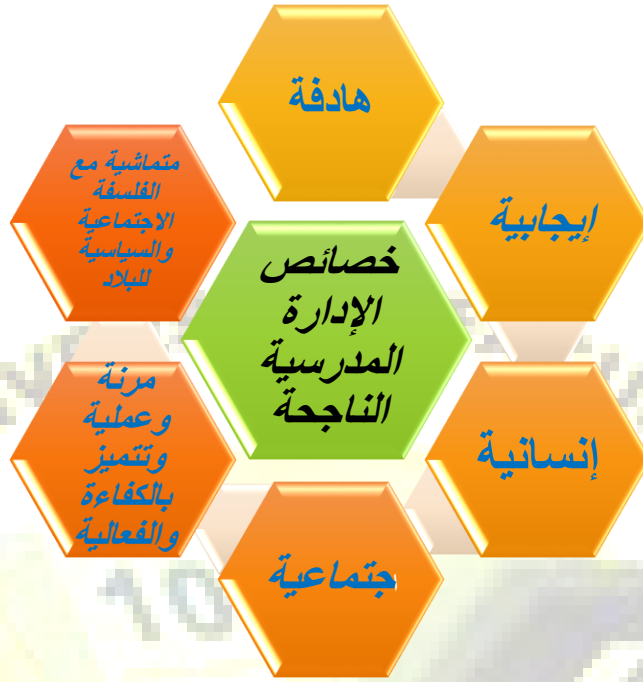 خصائص
الإدارة
المدرسية
الناجحة
هادفة
إيجابية
إنسانية
جتماعية
مرنة
وعملية
وتتميز
بالكفاءة
والفعالية
متماشية مع
الفلسفة
الاجتماعية
والسياسية
للبلاد